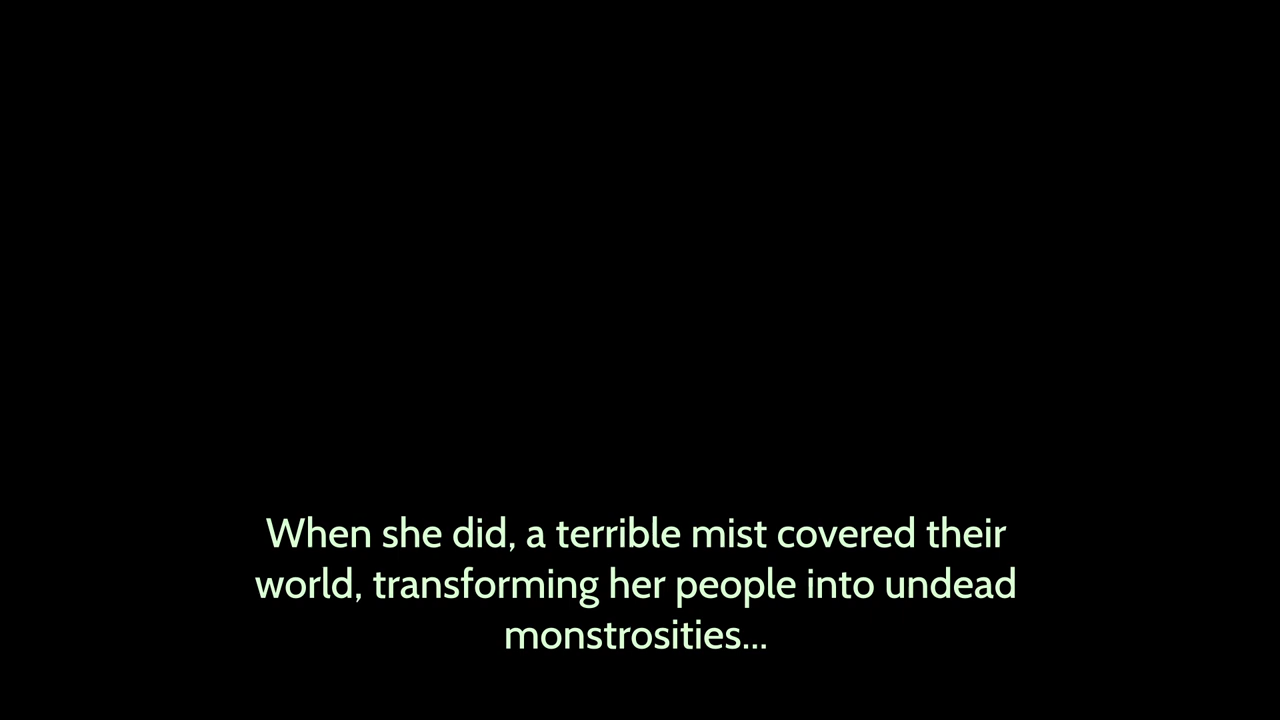 When she did, a terrible mist covered their
world, transforming her people into undead
monstrosities...